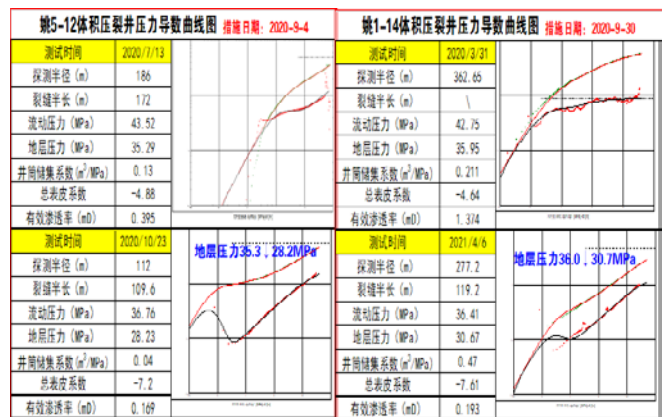 姚5-12体积压裂井压力导数曲线图 措施日期：2020-9-4
测试时间 2020/7/13
探测半径（m） 186
裂缝半长（m） 172
流动压力（MPa） 43.52
地层压力（MPa） 35.29
井筒储集系数(m³/MPa) 0.13
总表皮系数 -4.88
有效渗透率（mD） 0.395
测试时间 2020/10/23
地层压力35.3，28.2MPa
探测半径（m） 112
裂缝半长（m） 109.6
流动压力（MPa） 36.76
地层压力（MPa） 28.23
井筒储集系数(m³/MPa) 0.04
总表皮系数 -7.2
有效渗透率（mD） 0.169
姚1-14体积压裂井压力导数曲线图 措施日期：2020-9-30
测试时间 2020/3/31
探测半径（m） 362.65
裂缝半长（m） \
流动压力（MPa） 42.75
地层压力（MPa） 35.95
井筒储集系数(m³/MPa) 0.211
总表皮系数 -4.64
有效渗透率（mD） 1.374
测试时间 2021/4/6
地层压力36.0，30.7MPa
探测半径（m） 277.2
裂缝半长（m） 119.2
流动压力（MPa） 36.41
地层压力（MPa） 30.67
井筒储集系数(m³/MPa) 0.47
总表皮系数 -7.61
有效渗透率（mD） 0.193